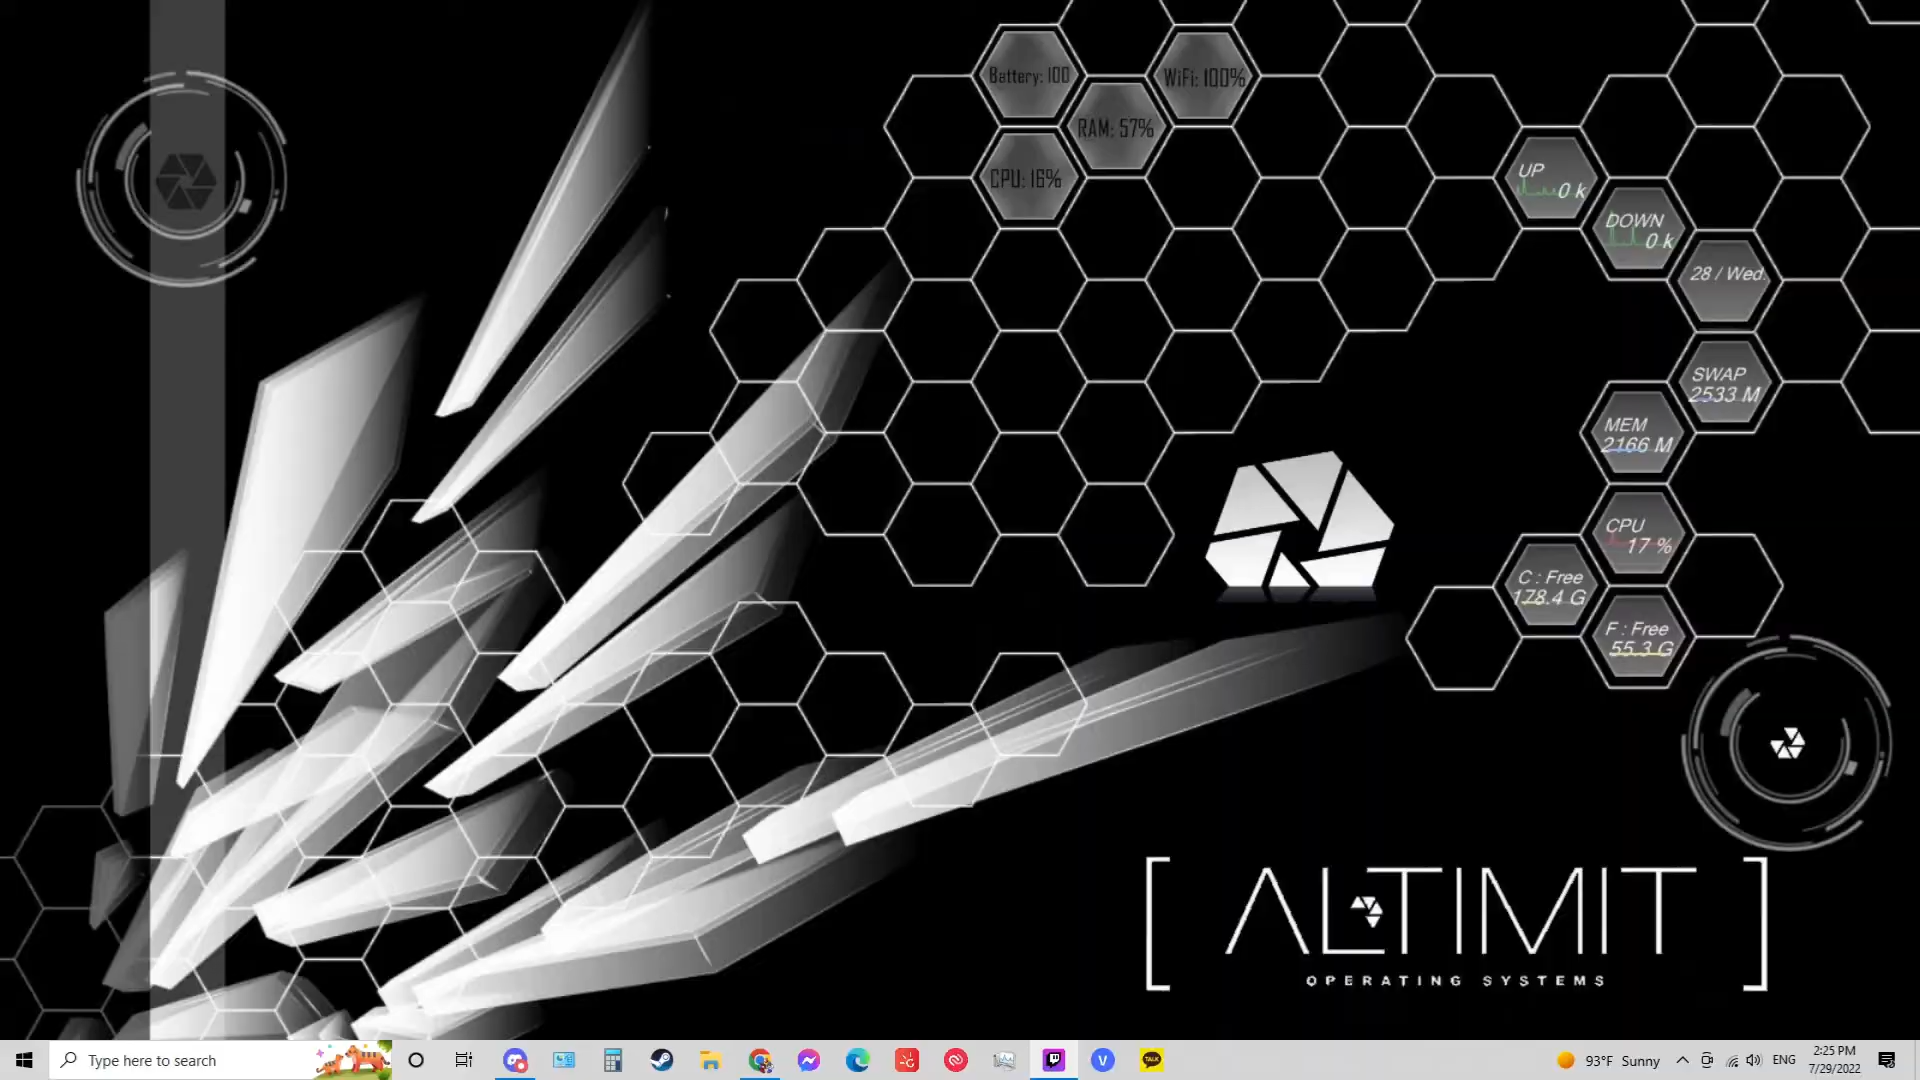 Battery: 100
WiFi: 100%
RAM: 57%
CPU: 16%
UP
0 k
DOWN
0 k
28 / Wed.
SWAP
2533 M
MEM
2166 M
CPU
17 %
C : Free
178.4 G
F : Free
55.3 G
[ ALTIMIT ]
OPERATING SYSTEMS
Type here to search
V
TALK
93°F Sunny
ENG
2:25 PM
7/29/2022